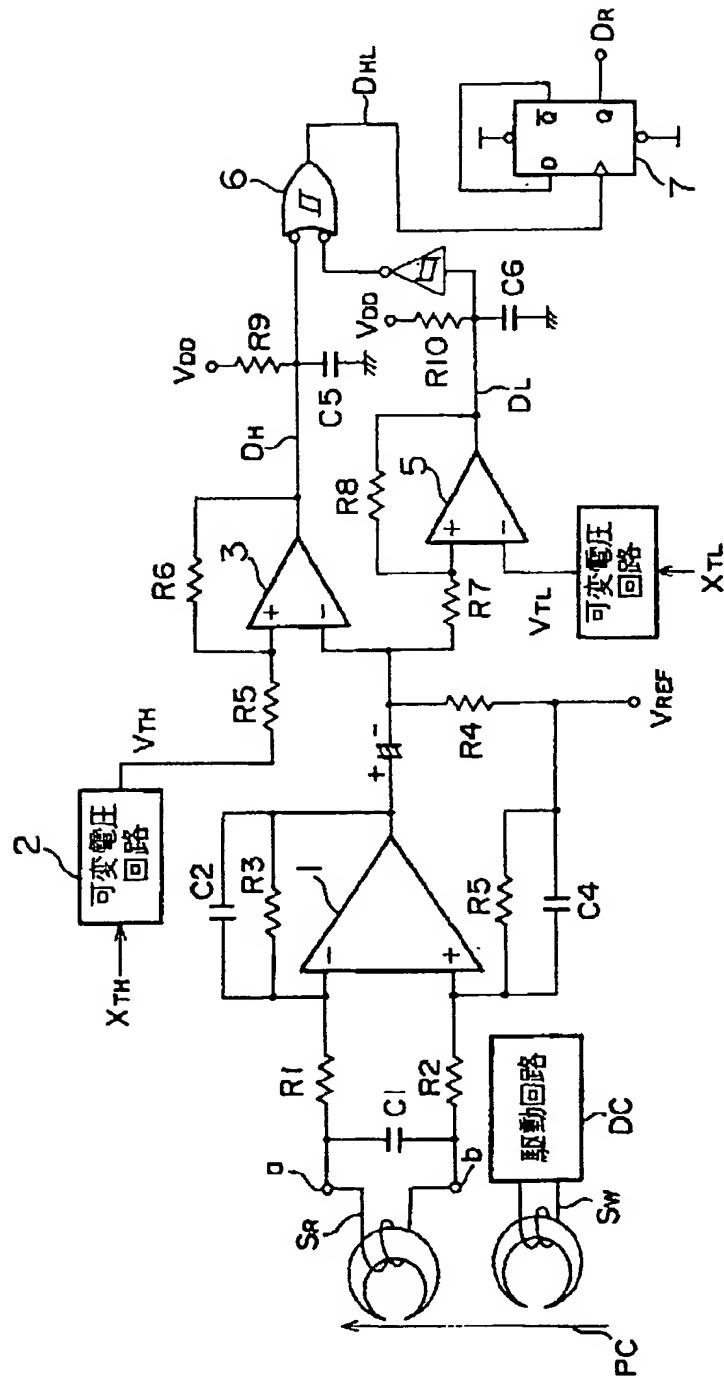 2
可変電圧
回路
XTH
VTH
R5
R6
3
+
-
DH
VDD
R9
C5
6
DHL
VDD
R10
C6
DL
R8
5
+
-
R7
VTL
可変電圧
回路
XTL
C2
R3
1
-
+
+ -
R4
VREF
R5
C4
R1
R2
C1
a
b
SR
SW
駆動回路
DC
PC
D
Q
Q
DR
7